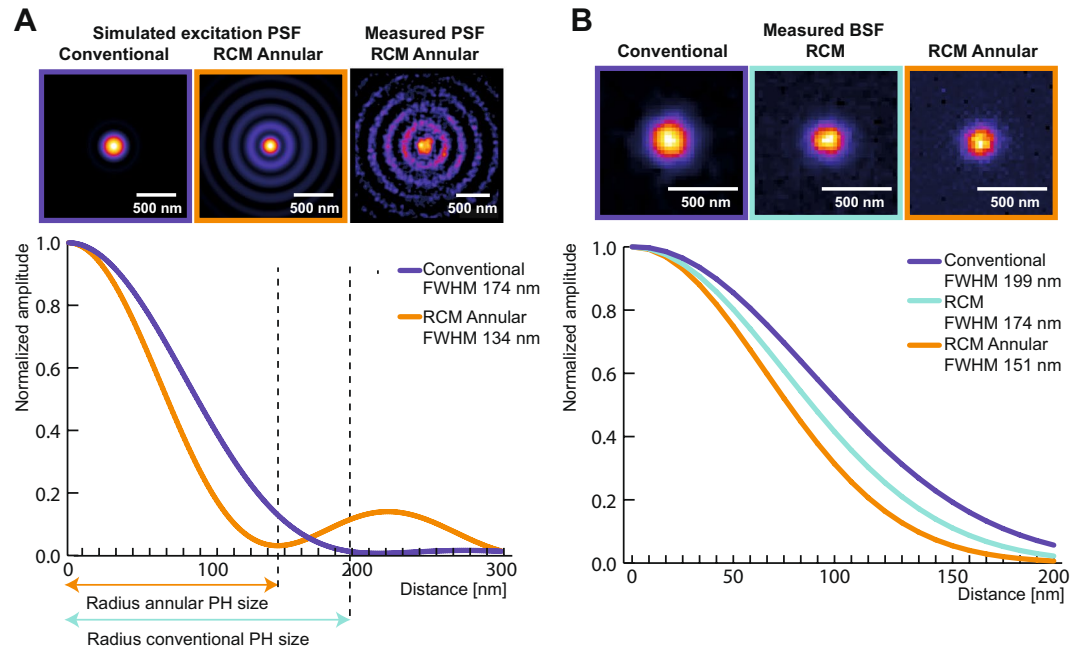 A
Simulated excitation PSF
Conventional
RCM Annular
Measured PSF
RCM Annular
500 nm
500 nm
500 nm
Normalized amplitude
1.0
0.8
0.6
0.4
0.2
0.0
Conventional
FWHM 174 nm
RCM Annular
FWHM 134 nm
0
100
200
300
Distance [nm]
Radius annular PH size
Radius conventional PH size
B
Measured BSF
Conventional
RCM
RCM Annular
500 nm
500 nm
500 nm
Normalized amplitude
1.0
0.8
0.6
0.4
0.2
0.0
Conventional
FWHM 199 nm
RCM
FWHM 174 nm
RCM Annular
FWHM 151 nm
0
50
100
150
200
Distance [nm]